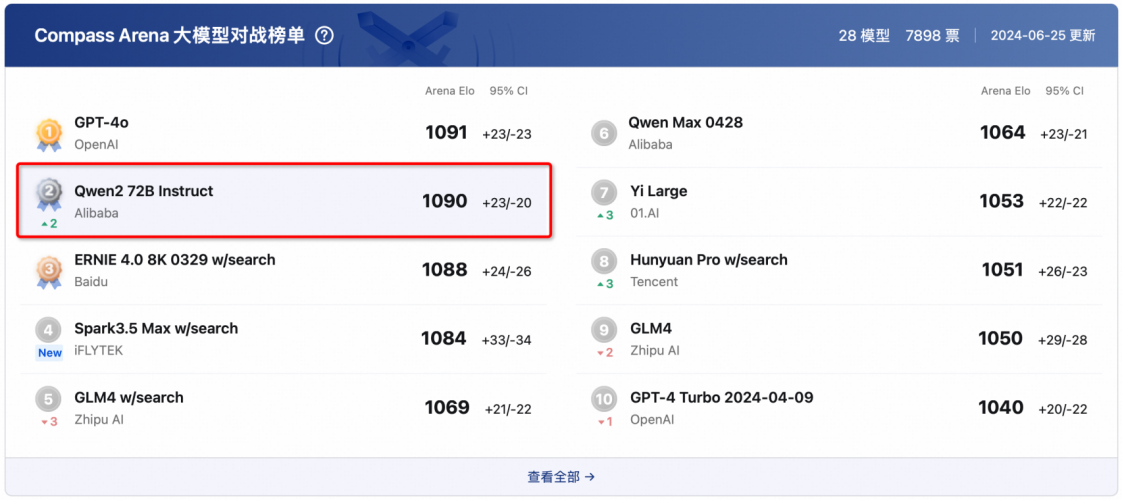 Compass Arena 大模型对战榜单 ?
28 模型 7898 票 2024-06-25 更新
Arena Elo 95% CI
1 GPT-4o 1091 +23/-23
OpenAI
2 Qwen2 72B Instruct 1090 +23/-20
2 Alibaba
3 ERNIE 4.0 8K 0329 w/search 1088 +24/-26
Baidu
4 Spark3.5 Max w/search 1084 +33/-34
New iFLYTEK
5 GLM4 w/search 1069 +21/-22
3 Zhipu AI
Arena Elo 95% CI
6 Qwen Max 0428 1064 +23/-21
Alibaba
7 Yi Large 1053 +22/-22
3 01.AI
8 Hunyuan Pro w/search 1051 +26/-23
3 Tencent
9 GLM4 1050 +29/-28
2 Zhipu AI
10 GPT-4 Turbo 2024-04-09 1040 +20/-22
1 OpenAI
查看全部 →